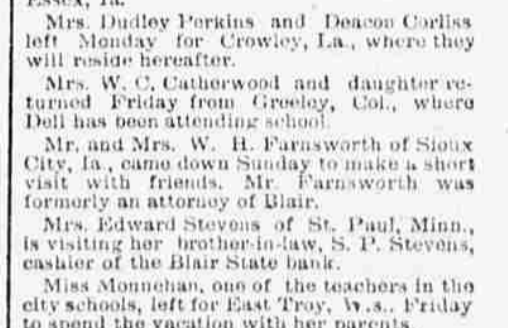 Essex, Ia.
Mrs. Dudley Perkins and Deacon Corliss
left Monday for Crowley, La., where they
will reside hereafter.
Mrs. W. C. Catherwood and daughter re-
turned Friday from Greeley, Col., where
Dell has been attending school.
Mr. and Mrs. W. H. Farnsworth of Sioux
City, Ia., came down Sunday to make a short
visit with friends. Mr. Farnsworth was
formerly an attorney of Blair.
Mrs. Edward Stevens of St. Paul, Minn.,
is visiting her brother-in-law, S. P. Stevens,
cashier of the Blair State bank.
Miss Monnehan, one of the teachers in the
city schools, left for East Troy, W.s., Friday
to spend the vacation with her parents.